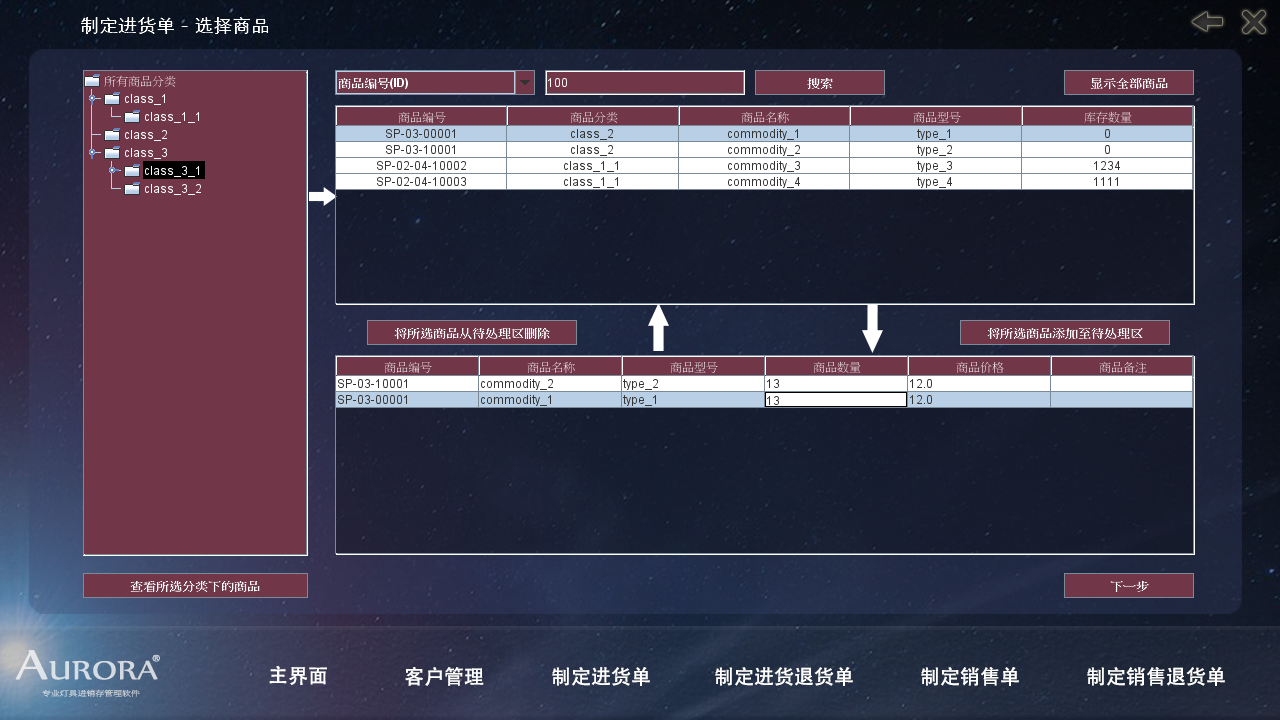 制定进货单 - 选择商品
所有商品分类
class_1
class_1_1
class_2
class_3
class_3_1
class_3_2
查看所选分类下的商品
商品编号(ID) 100 搜索 显示全部商品
商品编号 商品分类 商品名称 商品型号 库存数量
SP-03-00001 class_2 commodity_1 type_1 0
SP-03-10001 class_2 commodity_2 type_2 0
SP-02-04-10002 class_1_1 commodity_3 type_3 1234
SP-02-04-10003 class_1_1 commodity_4 type_4 1111
将所选商品从待处理区删除 将所选商品添加至待处理区
商品编号 商品名称 商品型号 商品数量 商品价格 商品备注
SP-03-10001 commodity_2 type_2 13 12.0
SP-03-00001 commodity_1 type_1 13 12.0
下一步
AURORA®
专业灯具进销存管理软件
主界面 客户管理 制定进货单 制定进货退货单 制定销售单 制定销售退货单